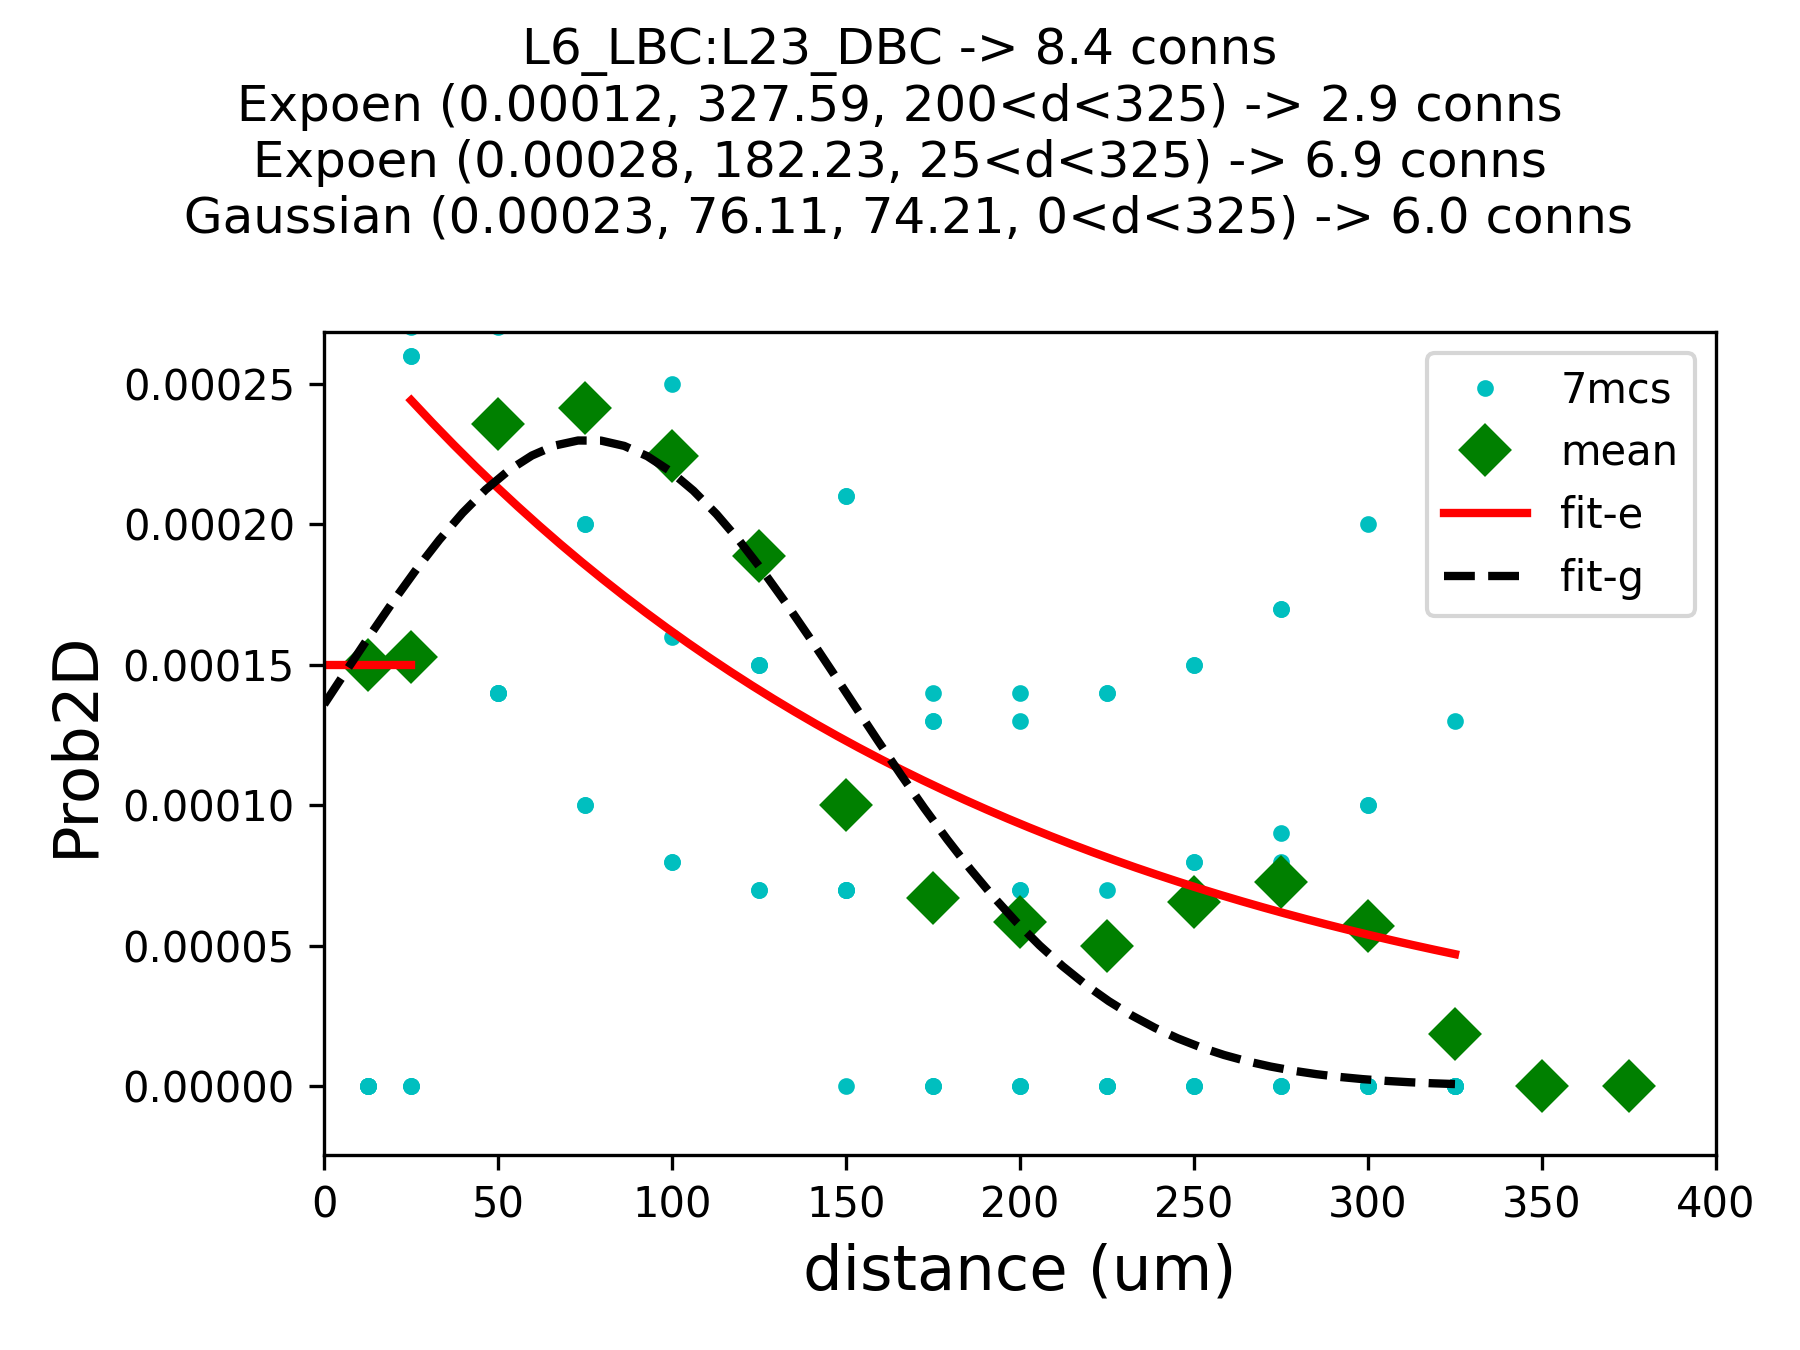 L6_LBC:L23_DBC -> 8.4 conns
Expoen (0.00012, 327.59, 200<d<325) -> 2.9 conns
Expoen (0.00028, 182.23, 25<d<325) -> 6.9 conns
Gaussian (0.00023, 76.11, 74.21, 0<d<325) -> 6.0 conns
7mcs
mean
fit-e
fit-g
Prob2D
0.00025
0.00020
0.00015
0.00010
0.00005
0.00000
0 50 100 150 200 250 300 350 400
distance (um)